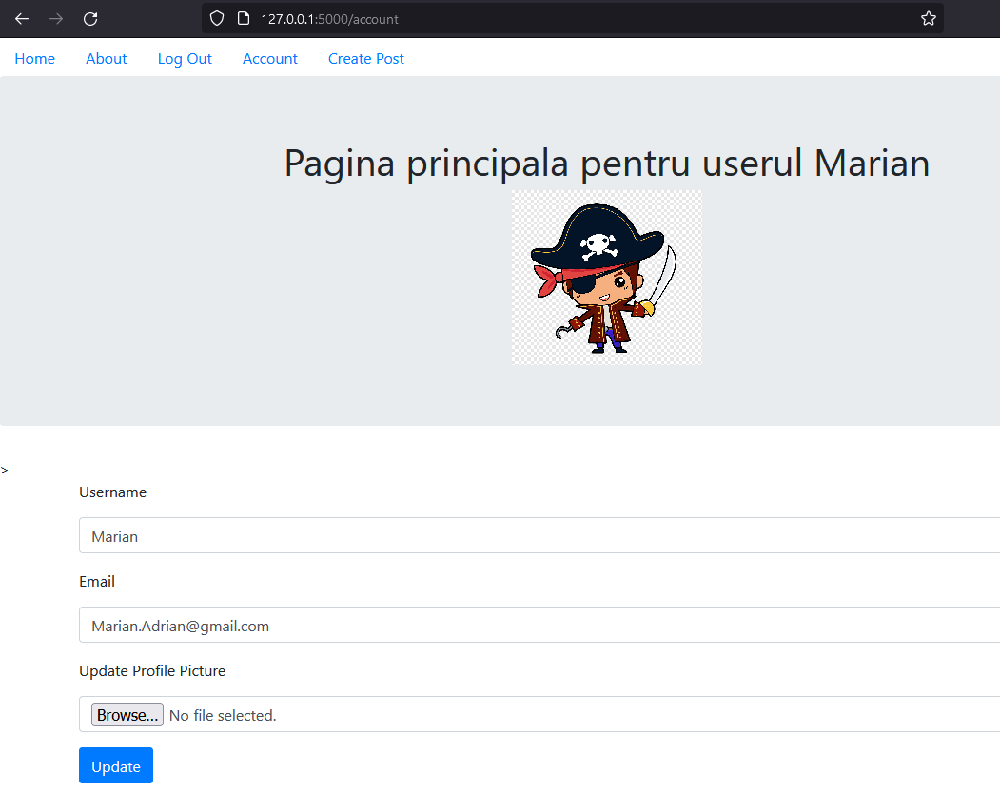 127.0.0.1:5000/account
Home About Log Out Account Create Post
Pagina principala pentru userul Marian
>
Username
Marian
Email
Marian.Adrian@gmail.com
Update Profile Picture
Browse... No file selected.
Update